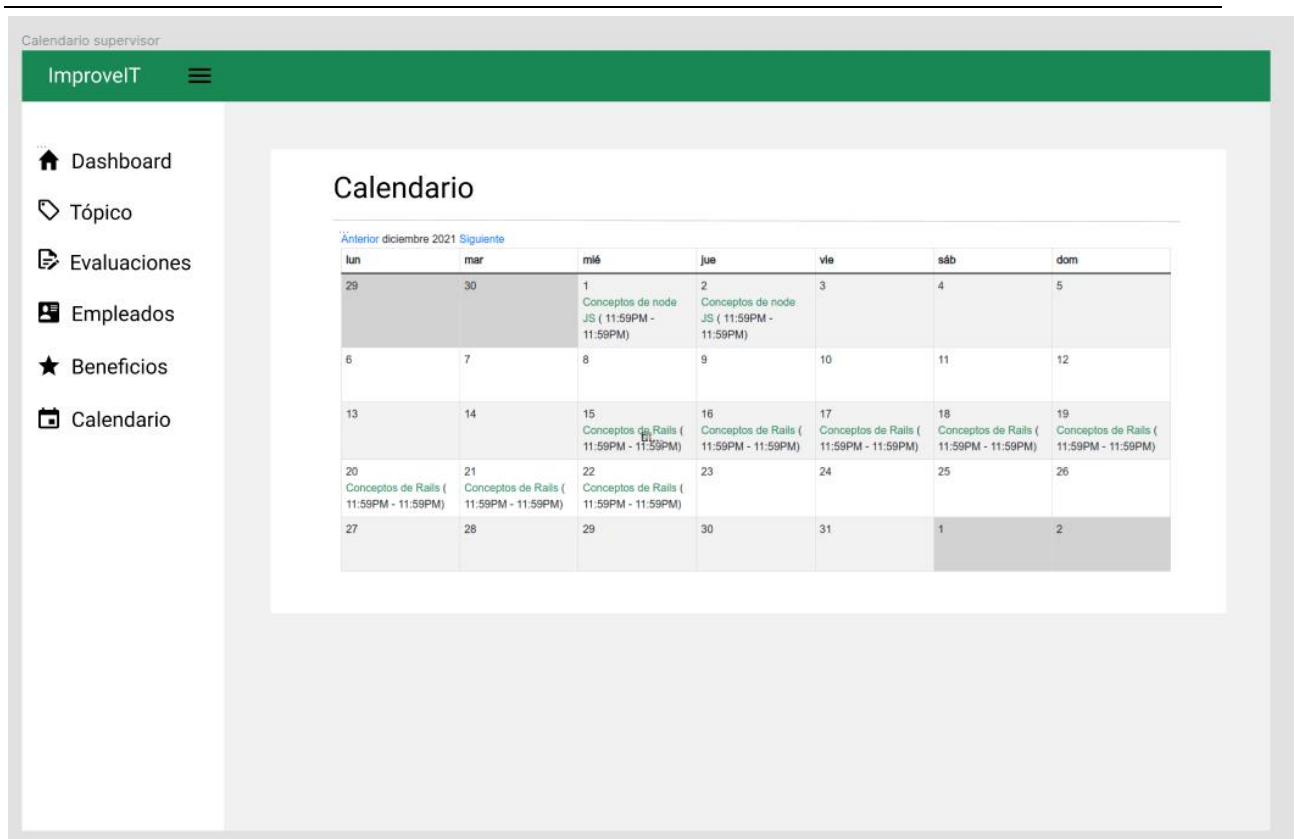 Calendario supervisor
ImproveIT
Dashboard
Tópico
Evaluaciones
Empleados
Beneficios
Calendario
Calendario
Anterior diciembre 2021 Siguiente
lun mar mié jue vie sáb dom
29 30 1 2 3 4 5
Conceptos de node Conceptos de node
JS ( 11:59PM - JS ( 11:59PM -
11:59PM) 11:59PM)
6 7 8 9 10 11 12
13 14 15 16 17 18 19
Conceptos de Rails ( Conceptos de Rails ( Conceptos de Rails ( Conceptos de Rails ( Conceptos de Rails (
11:59PM - 11:59PM) 11:59PM - 11:59PM) 11:59PM - 11:59PM) 11:59PM - 11:59PM) 11:59PM - 11:59PM)
20 21 22 23 24 25 26
Conceptos de Rails ( Conceptos de Rails ( Conceptos de Rails (
11:59PM - 11:59PM) 11:59PM - 11:59PM) 11:59PM - 11:59PM)
27 28 29 30 31 1 2